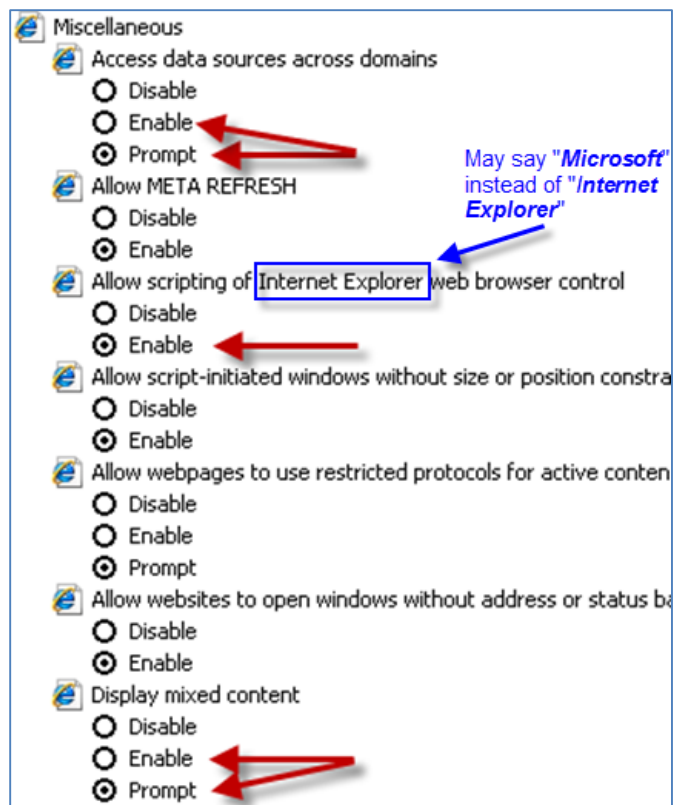 Miscellaneous
Access data sources across domains
Disable
Enable
Prompt
May say "Microsoft"
instead of "Internet
Explorer"
Allow META REFRESH
Disable
Enable
Allow scripting of Internet Explorer web browser control
Disable
Enable
Allow script-initiated windows without size or position constra
Disable
Enable
Allow webpages to use restricted protocols for active conten
Disable
Enable
Prompt
Allow websites to open windows without address or status ba
Disable
Enable
Display mixed content
Disable
Enable
Prompt